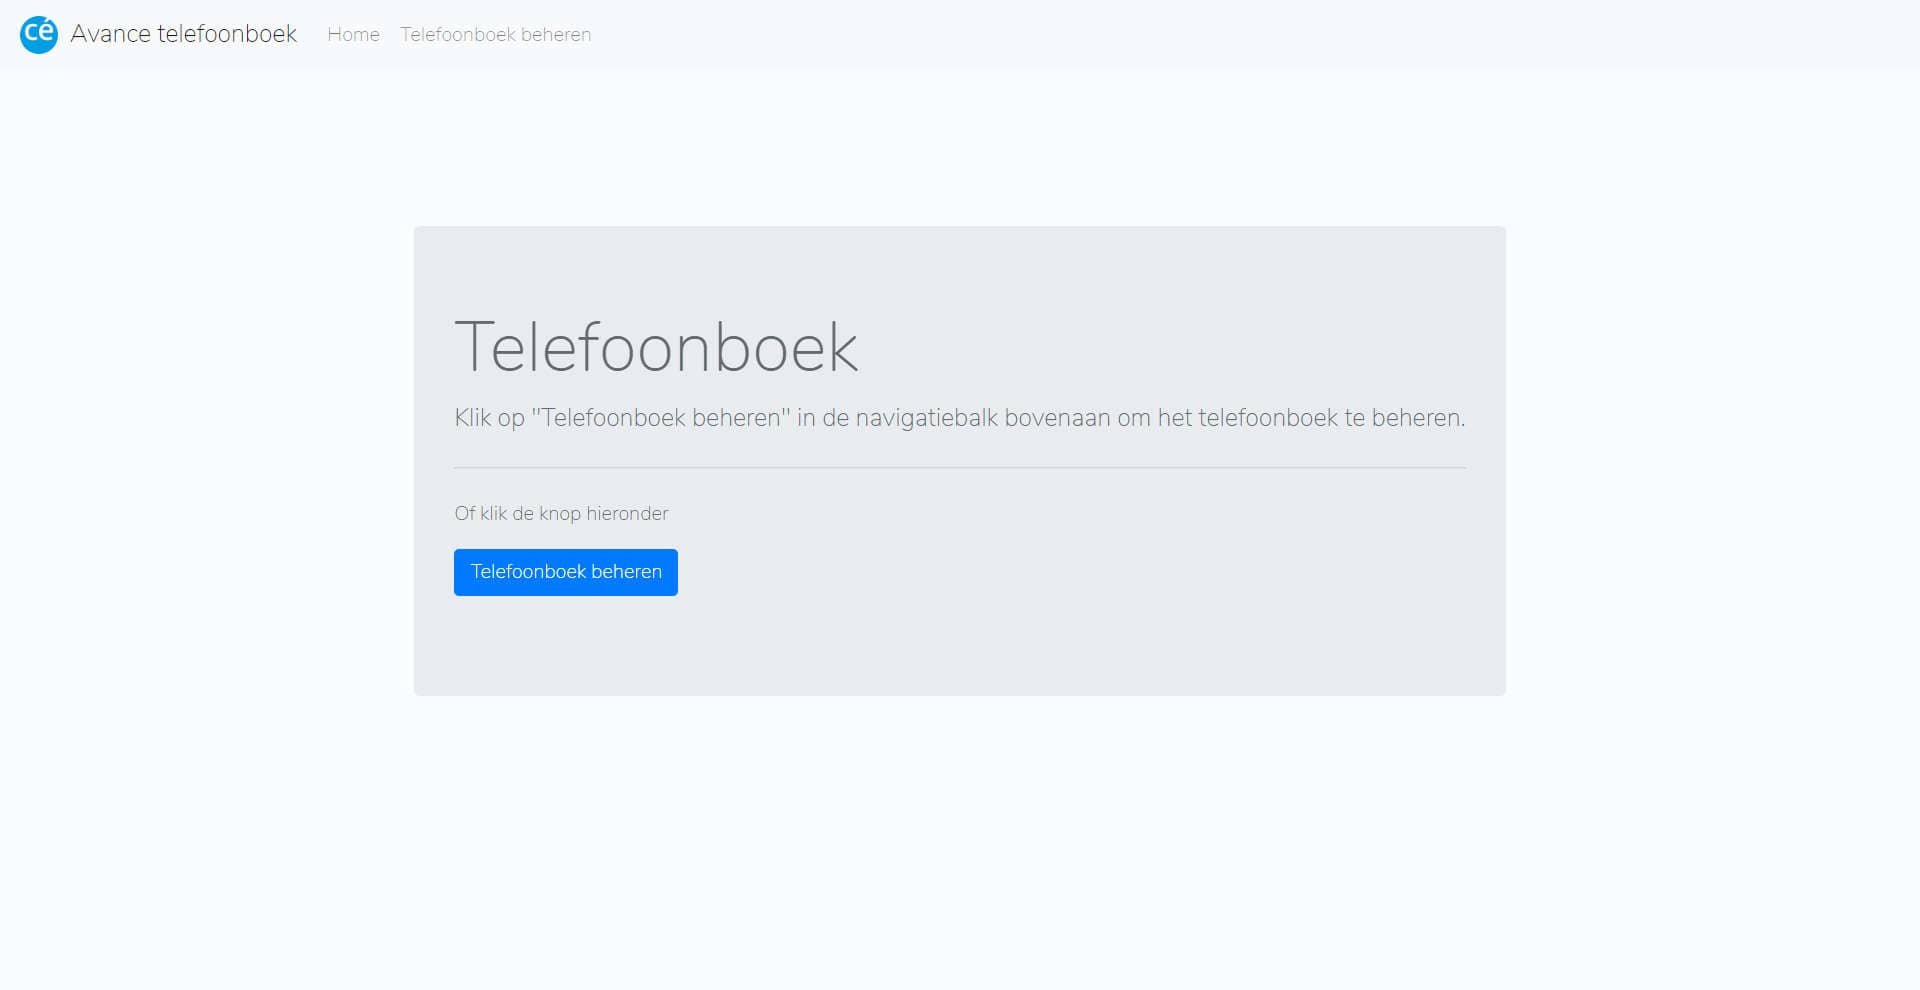 cé Avance telefoonboek Home Telefoonboek beheren
Telefoonboek
Klik op "Telefoonboek beheren" in de navigatiebalk bovenaan om het telefoonboek te beheren.
Of klik de knop hieronder
Telefoonboek beheren